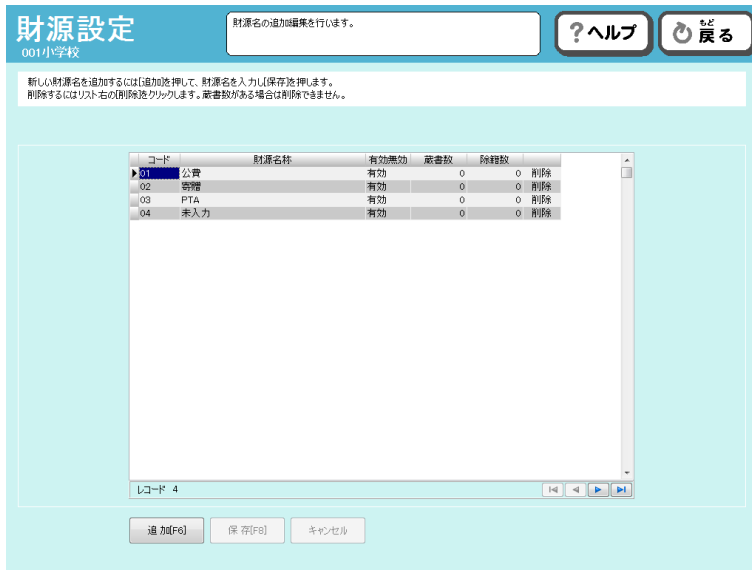 財源設定
001小学校
財源名の追加編集を行います。
?ヘルプ
もど
戻る
新しい財源名を追加するには[追加]を押して、財源名を入力し[保存]を押します。
削除するにはリスト右の[削除]をクリックします。蔵書数がある場合は削除できません。
コード 財源名称 有効無効 蔵書数 除籍数
01 公費 有効 0 0 削除
02 寄贈 有効 0 0 削除
03 PTA 有効 0 0 削除
04 未入力 有効 0 0 削除
レコード 4
追 加[F6] 保 存[F8] キャンセル